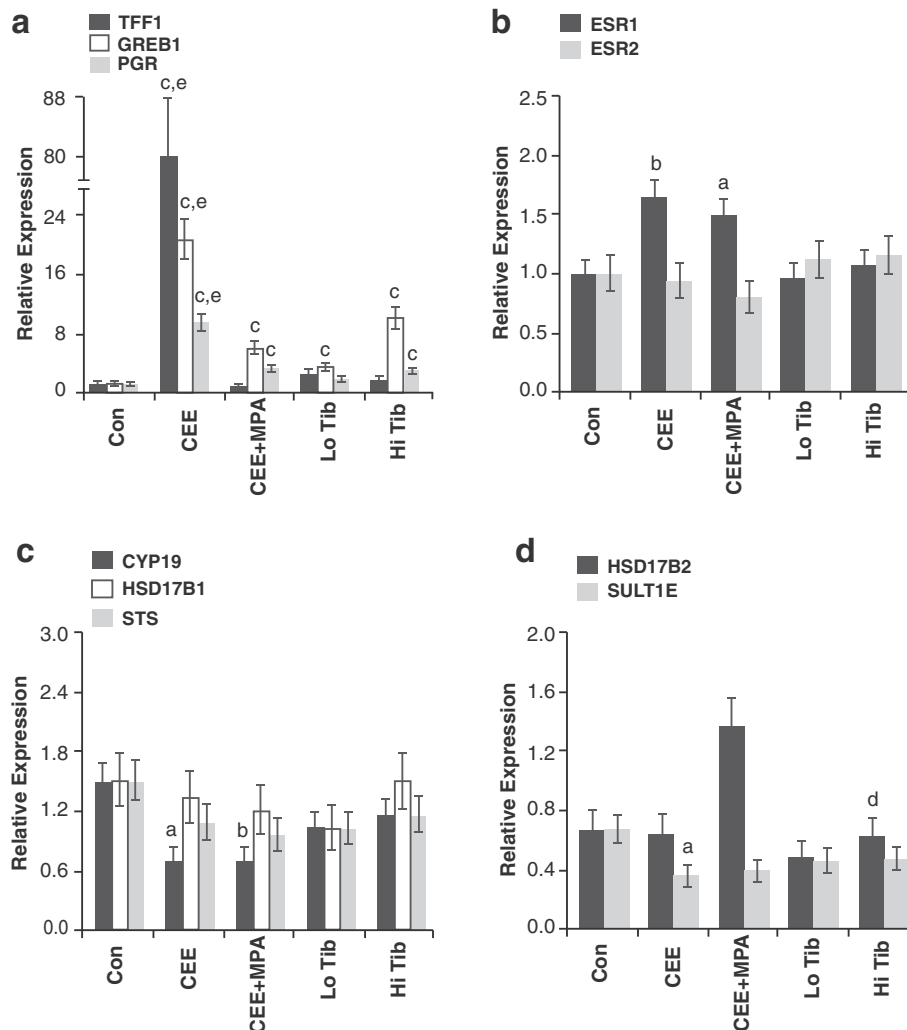 a
TFF1
GREB1
PGR
Relative Expression
88
80
24
16
8
0
c,e
c,e
c,e
c
c
c
c
c
Con
CEE
CEE+MPA
Lo Tib
Hi Tib
b
ESR1
ESR2
Relative Expression
2.5
2.0
1.5
1.0
0.5
0.0
b
a
Con
CEE
CEE+MPA
Lo Tib
Hi Tib
c
CYP19
HSD17B1
STS
Relative Expression
3.0
2.4
1.8
1.2
0.6
0.0
a
b
Con
CEE
CEE+MPA
Lo Tib
Hi Tib
d
HSD17B2
SULT1E
Relative Expression
2.0
1.6
1.2
0.8
0.4
0.0
a
d
Con
CEE
CEE+MPA
Lo Tib
Hi Tib